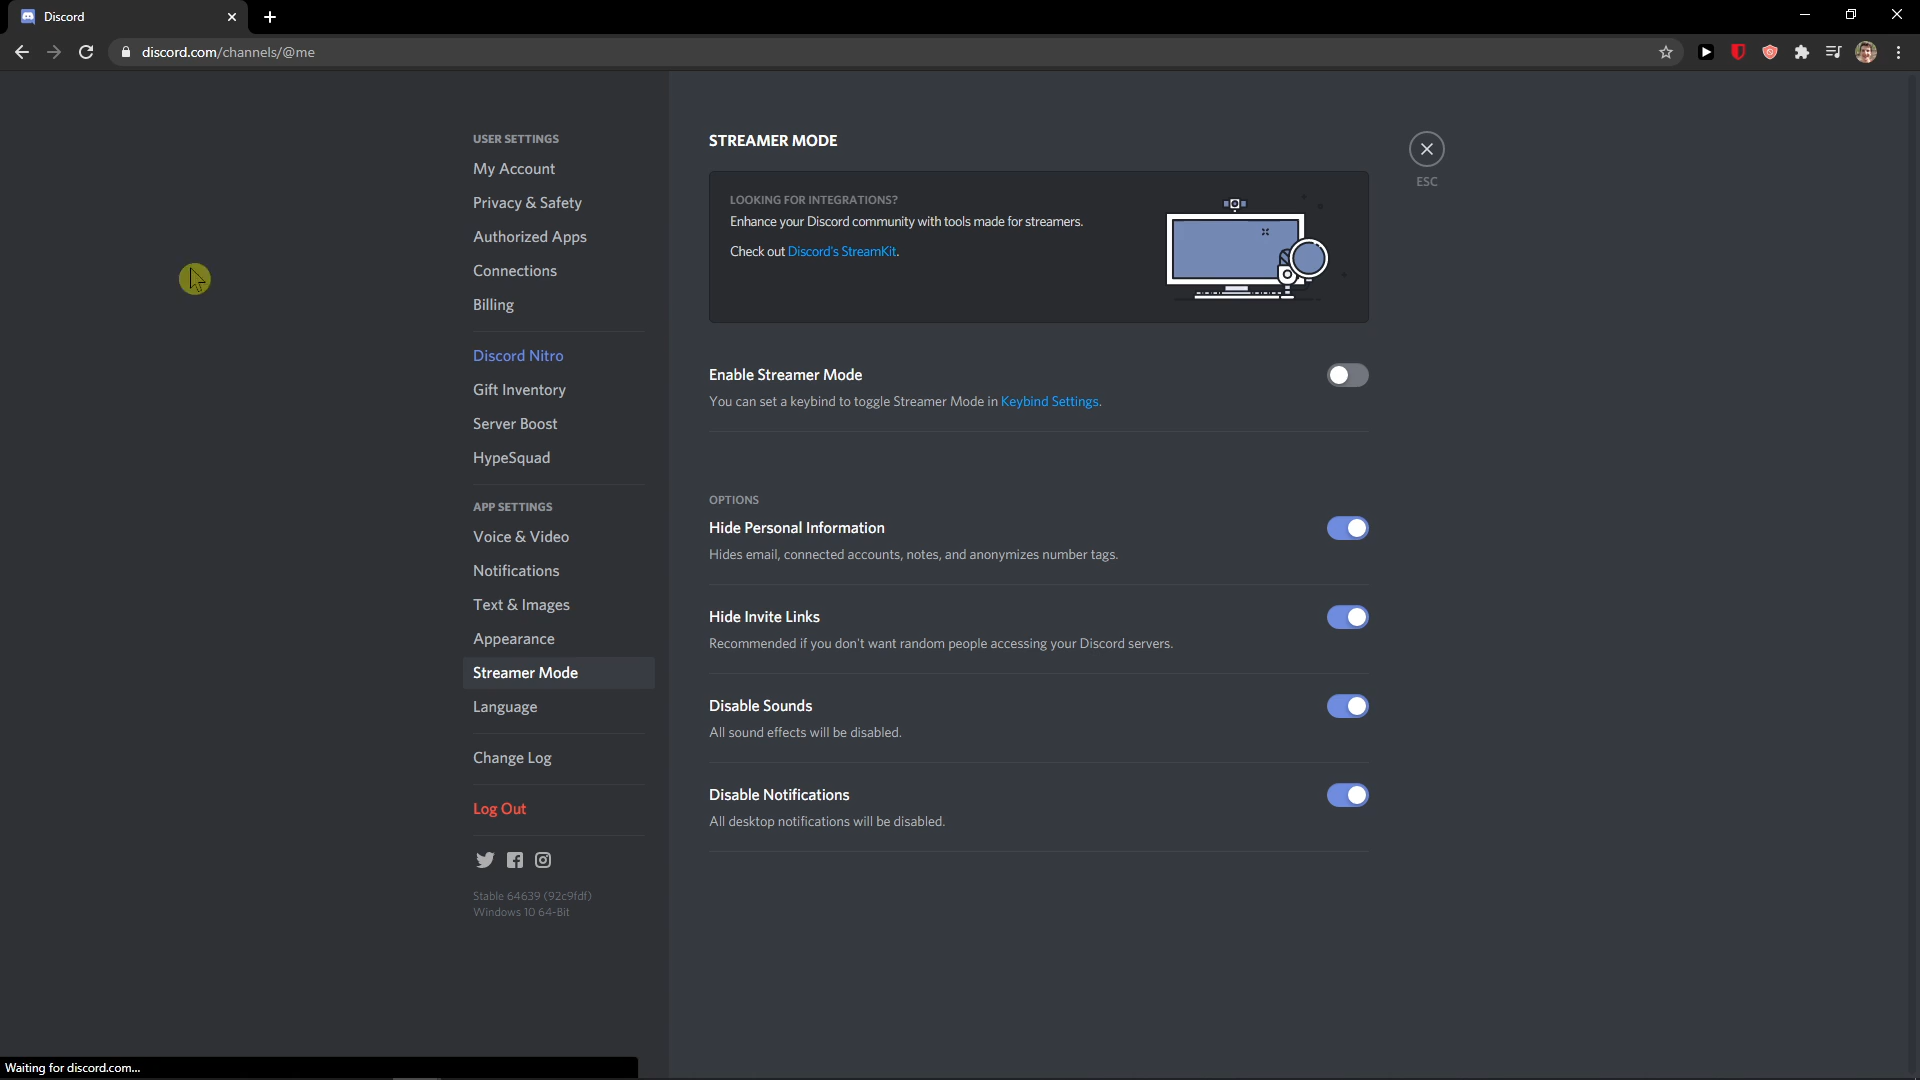 Discord
discord.com/channels/@me
USER SETTINGS
My Account
Privacy & Safety
Authorized Apps
Connections
Billing
Discord Nitro
Gift Inventory
Server Boost
HypeSquad
APP SETTINGS
Voice & Video
Notifications
Text & Images
Appearance
Streamer Mode
Language
Change Log
Log Out
Stable 64639 (92c9fdf)
Windows 10 64-Bit
STREAMER MODE
LOOKING FOR INTEGRATIONS?
Enhance your Discord community with tools made for streamers.
Check out Discord's StreamKit.
Enable Streamer Mode
You can set a keybind to toggle Streamer Mode in Keybind Settings.
OPTIONS
Hide Personal Information
Hides email, connected accounts, notes, and anonymizes number tags.
Hide Invite Links
Recommended if you don't want random people accessing your Discord servers.
Disable Sounds
All sound effects will be disabled.
Disable Notifications
All desktop notifications will be disabled.
ESC
Waiting for discord.com...